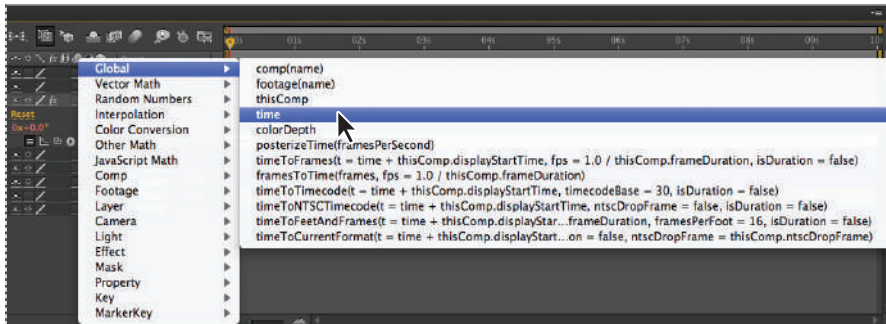 0s 01s 02s 03s 04s 05s 06s 07s 08s 09s 10
fx
Global
Vector Math
Random Numbers
Interpolation
Color Conversion
Other Math
JavaScript Math
Comp
Footage
Layer
Camera
Light
Effect
Mask
Property
Key
MarkerKey
fx
Reset
0x+0.0°
comp(name)
footage(name)
thisComp
time
colorDepth
posterizeTime(framesPerSecond)
timeToFrames(t = time + thisComp.displayStartTime, fps = 1.0 / thisComp.frameDuration, isDuration = false)
framesToTime(frames, fps = 1.0 / thisComp.frameDuration)
timeToTimecode(t = time + thisComp.displayStartTime, timecodeBase = 30, isDuration = false)
timeToNTSCTimecode(t = time + thisComp.displayStartTime, ntscDropFrame = false, isDuration = false)
timeToFeetAndFrames(t = time + thisComp.displayStar...frameDuration, framesPerFoot = 16, isDuration = false)
timeToCurrentFormat(t = time + thisComp.displayStart...on = false, ntscDropFrame = thisComp.ntscDropFrame)